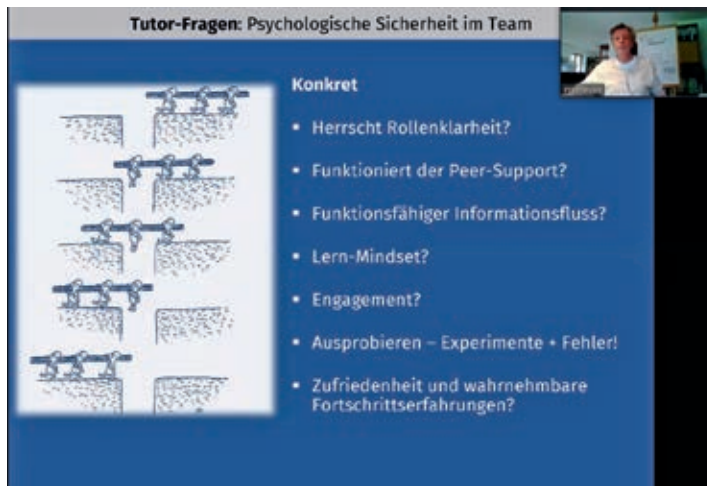 Tutor-Fragen: Psychologische Sicherheit im Team
Konkret
▪ Herrscht Rollenklarheit?
▪ Funktioniert der Peer-Support?
▪ Funktionsfähiger Informationsfluss?
▪ Lern-Mindset?
▪ Engagement?
▪ Ausprobieren – Experimente + Fehler!
▪ Zufriedenheit und wahrnehmbare
Fortschrittserfahrungen?